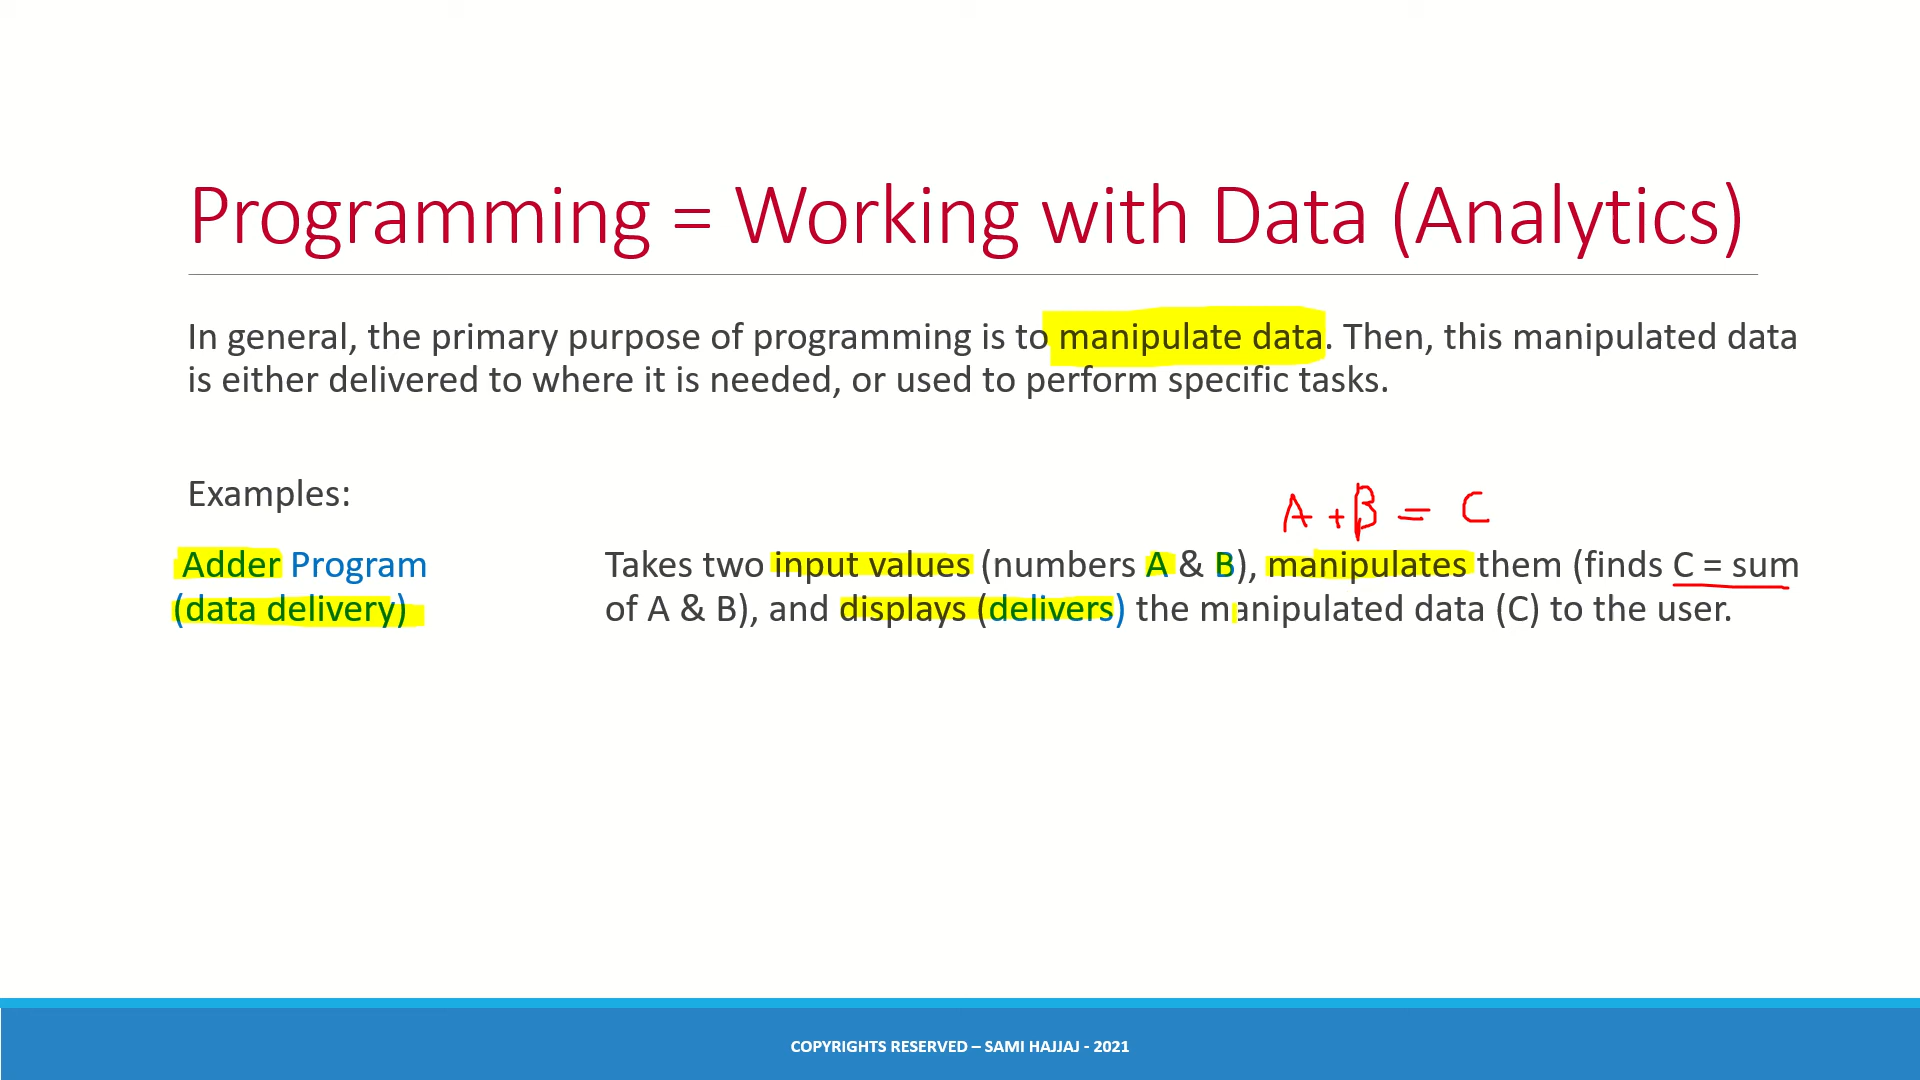 Programming = Working with Data (Analytics)
In general, the primary purpose of programming is to manipulate data. Then, this manipulated data
is either delivered to where it is needed, or used to perform specific tasks.
Examples:
A + B = C
Adder Program
(data delivery)
Takes two input values (numbers A & B), manipulates them (finds C = sum
of A & B), and displays (delivers) the manipulated data (C) to the user.
COPYRIGHTS RESERVED – SAMI HAJJAJ - 2021